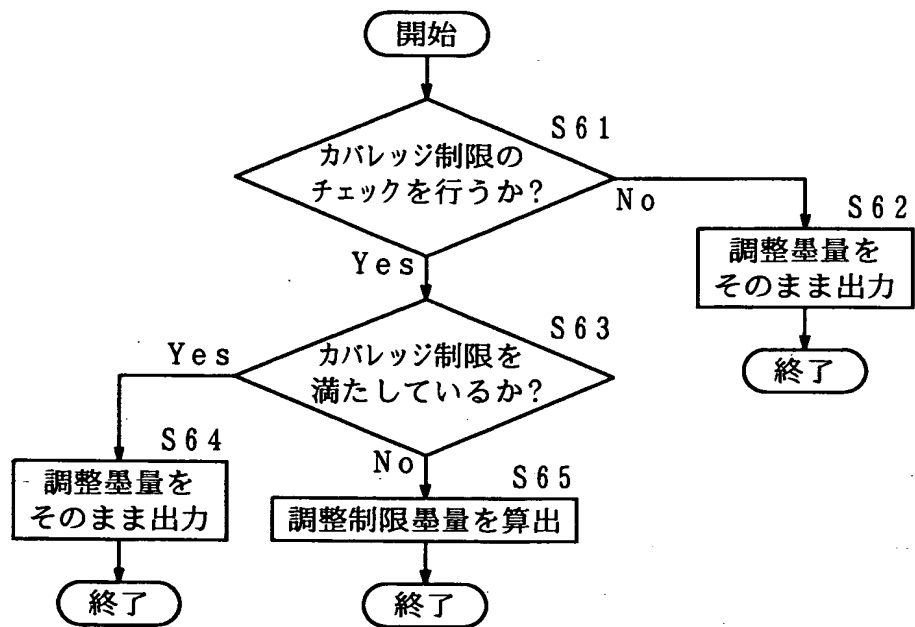 開始
S61
カバレッジ制限の
チェックを行うか?
No
Yes
S62
調整墨量を
そのまま出力
終了
S63
カバレッジ制限を
満たしているか?
Yes
No
S64
調整墨量を
そのまま出力
終了
S65
調整制限墨量を算出
終了